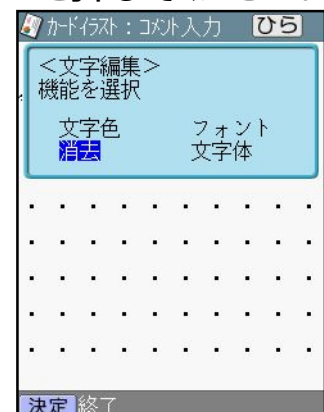 カードイラスト：コメント入力 ひら
＜文字編集＞
機能を選択
文字色 フォント
消去 文字体
決定 終了